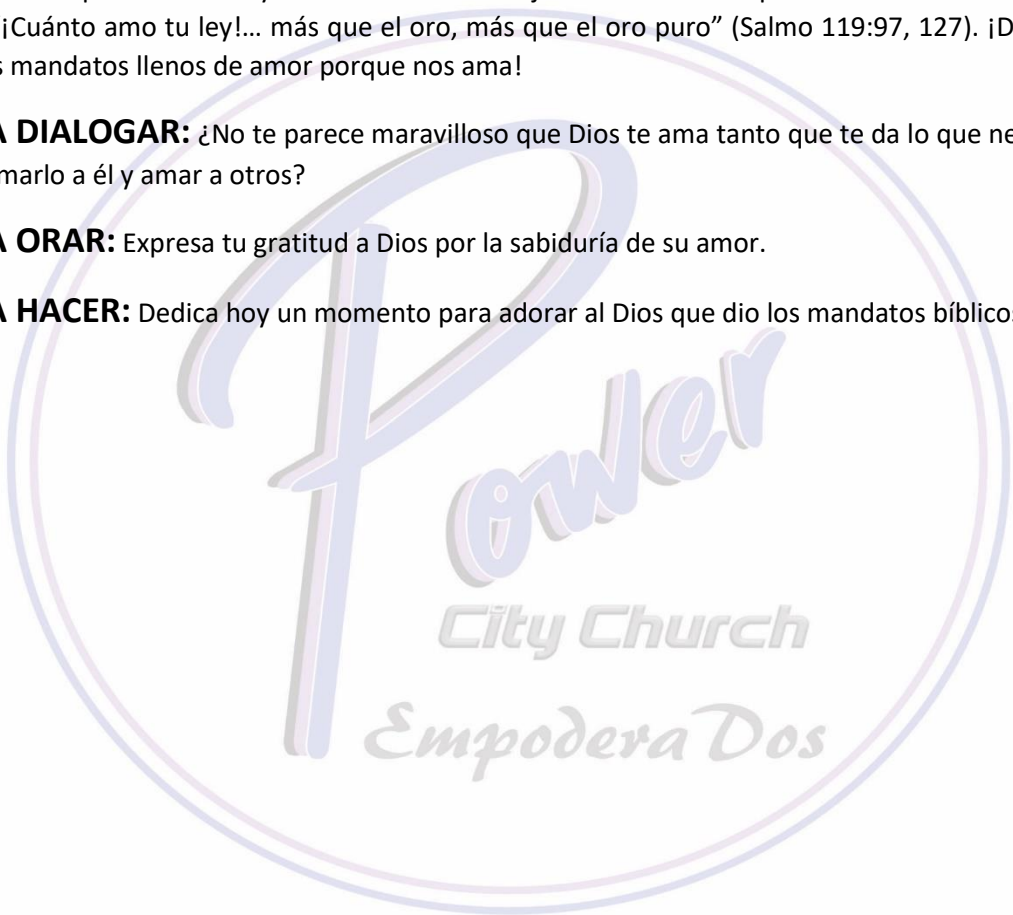 ¡Cuánto amo tu ley!... más que el oro, más que el oro puro” (Salmo 119:97, 127). ¡D
mandatos llenos de amor porque nos ama!
A DIALOGAR: ¿No te parece maravilloso que Dios te ama tanto que te da lo que ne
marlo a él y amar a otros?
A ORAR: Expresa tu gratitud a Dios por la sabiduría de su amor.
A HACER: Dedica hoy un momento para adorar al Dios que dio los mandatos bíblicos
Power
City Church
EmpoderaDos